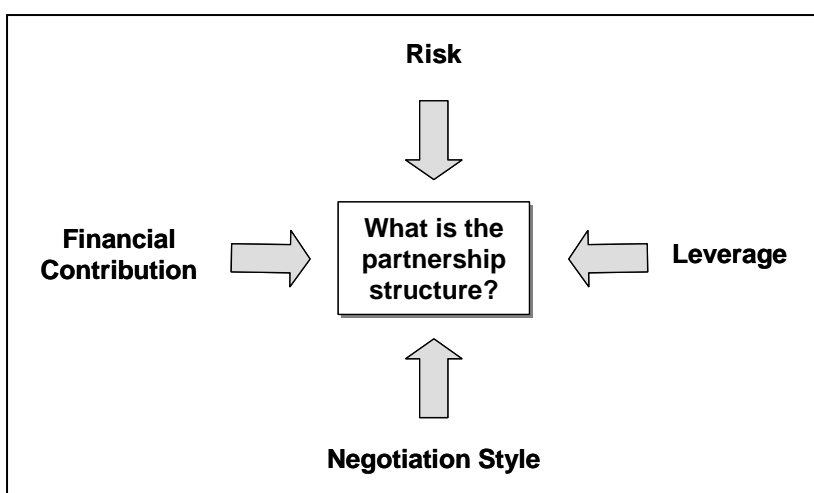 Risk
Financial
Contribution
What is the
partnership
structure?
Leverage
Negotiation Style